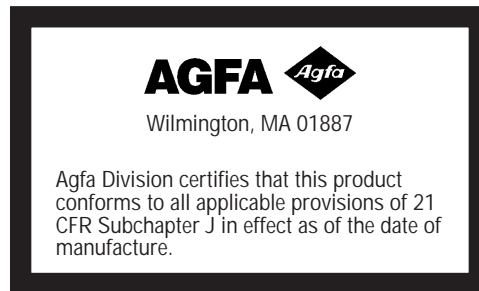 AGFA Agfa
Wilmington, MA 01887
Agfa Division certifies that this product
conforms to all applicable provisions of 21
CFR Subchapter J in effect as of the date of
manufacture.